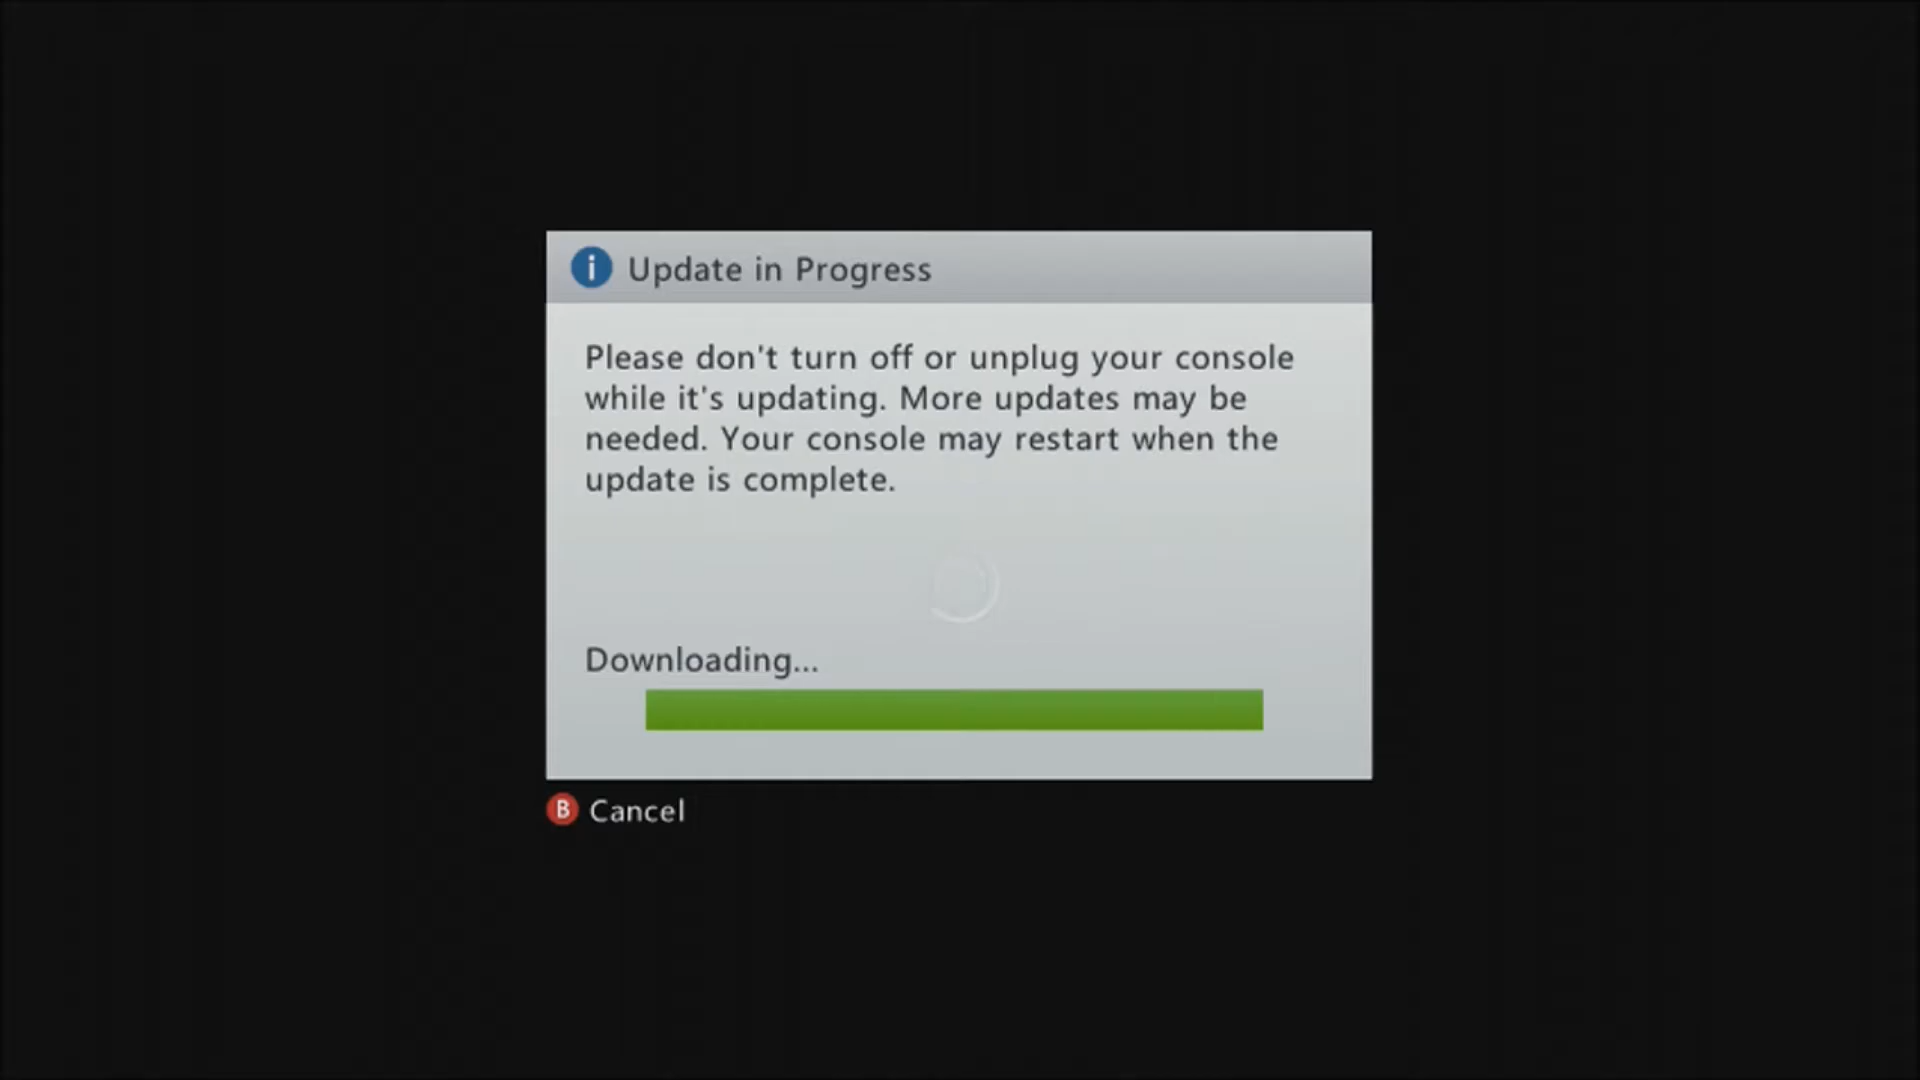 i Update in Progress
Please don't turn off or unplug your console
while it's updating. More updates may be
needed. Your console may restart when the
update is complete.
Downloading...
B Cancel